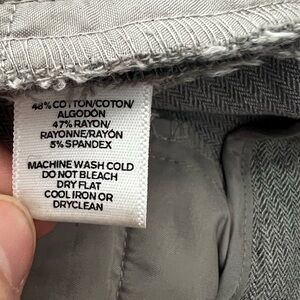 48% COTTON/COTON/
ALGODÓN
47% RAYON/
RAYONNE/RAYÓN
5% SPANDEX
MACHINE WASH COLD
DO NOT BLEACH
DRY FLAT
COOL IRON OR
DRYCLEAN